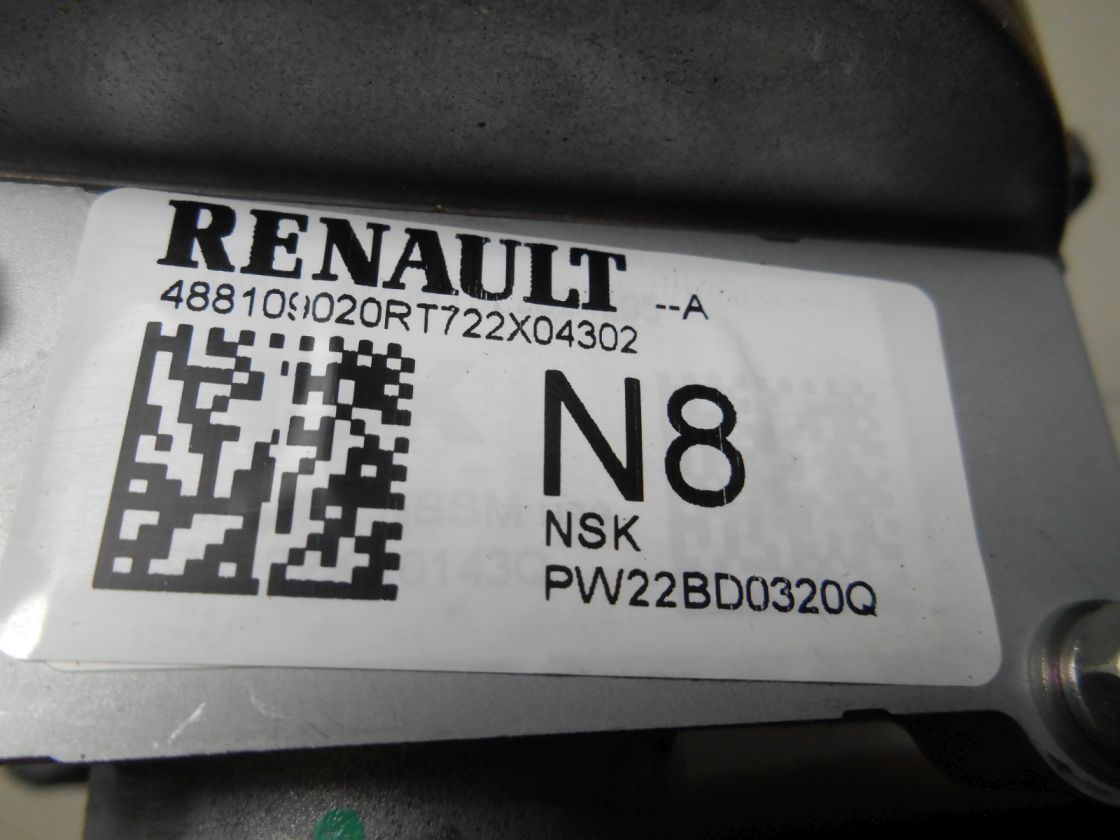 RENAULT
488109020RT722X04302 --A
N8
NSK
PW22BD0320Q